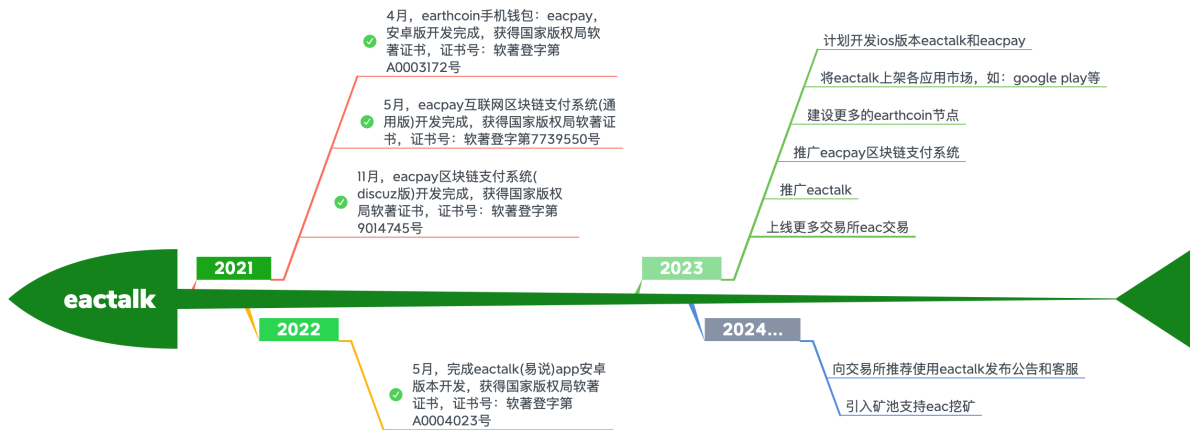 eactalk
2021
4月，earthcoin手机钱包：eacpay，
安卓版开发完成，获得国家版权局软
著证书，证书号：软著登字第
A0003172号
5月，eacpay互联网区块链支付系统(通
用版)开发完成，获得国家版权局软著证
书，证书号：软著登字第7739550号
11月，eacpay区块链支付系统(
discuz版)开发完成，获得国家版权
局软著证书，证书号：软著登字第
9014745号
2022
5月，完成eactalk(易说)app安卓
版本开发，获得国家版权局软著
证书，证书号：软著登字第
A0004023号
2023
计划开发ios版本eactalk和eacpay
将eactalk上架各应用市场，如：google play等
建设更多的earthcoin节点
推广eacpay区块链支付系统
推广eactalk
上线更多交易所eac交易
2024...
向交易所推荐使用eactalk发布公告和客服
引入矿池支持eac挖矿